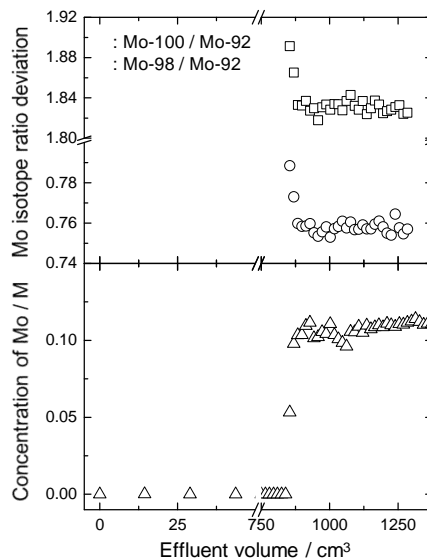 1.92
: Mo-100 / Mo-92
: Mo-98 / Mo-92
1.88
1.84
1.80
0.78
0.76
0.74
Mo isotope ratio deviation
0.10
0.05
0.00
Concentration of Mo / M
0 25 50 750 1000 1250
Effluent volume / cm³